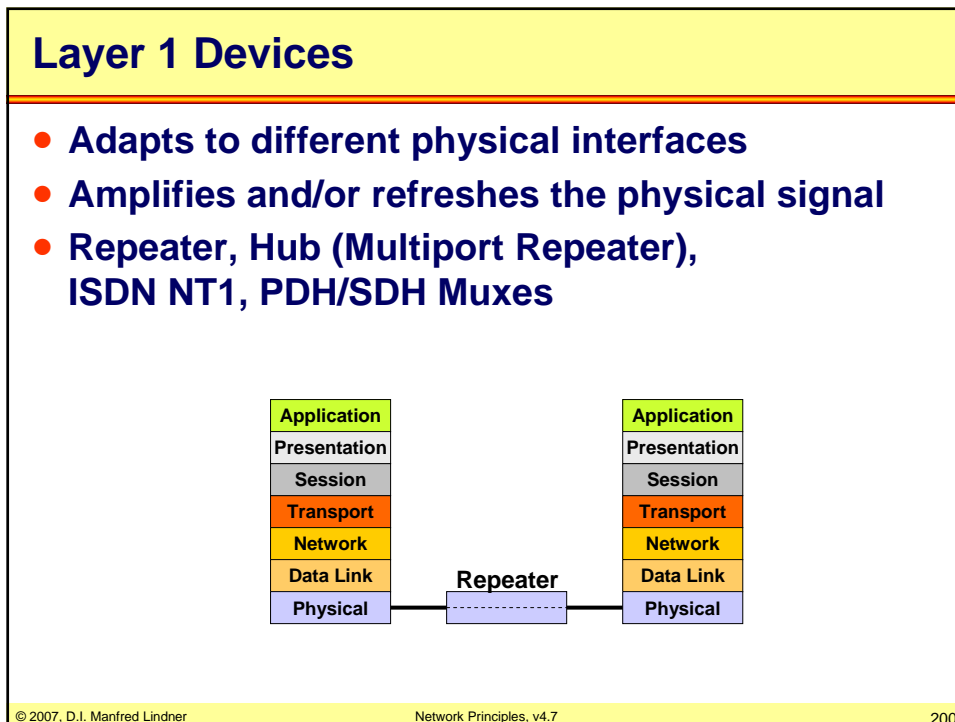 Layer 1 Devices
• Adapts to different physical interfaces
• Amplifies and/or refreshes the physical signal
• Repeater, Hub (Multiport Repeater),
ISDN NT1, PDH/SDH Muxes
Application
Presentation
Session
Transport
Network
Data Link
Physical
Repeater
Application
Presentation
Session
Transport
Network
Data Link
Physical
© 2007, D.I. Manfred Lindner
Network Principles, v4.7
200